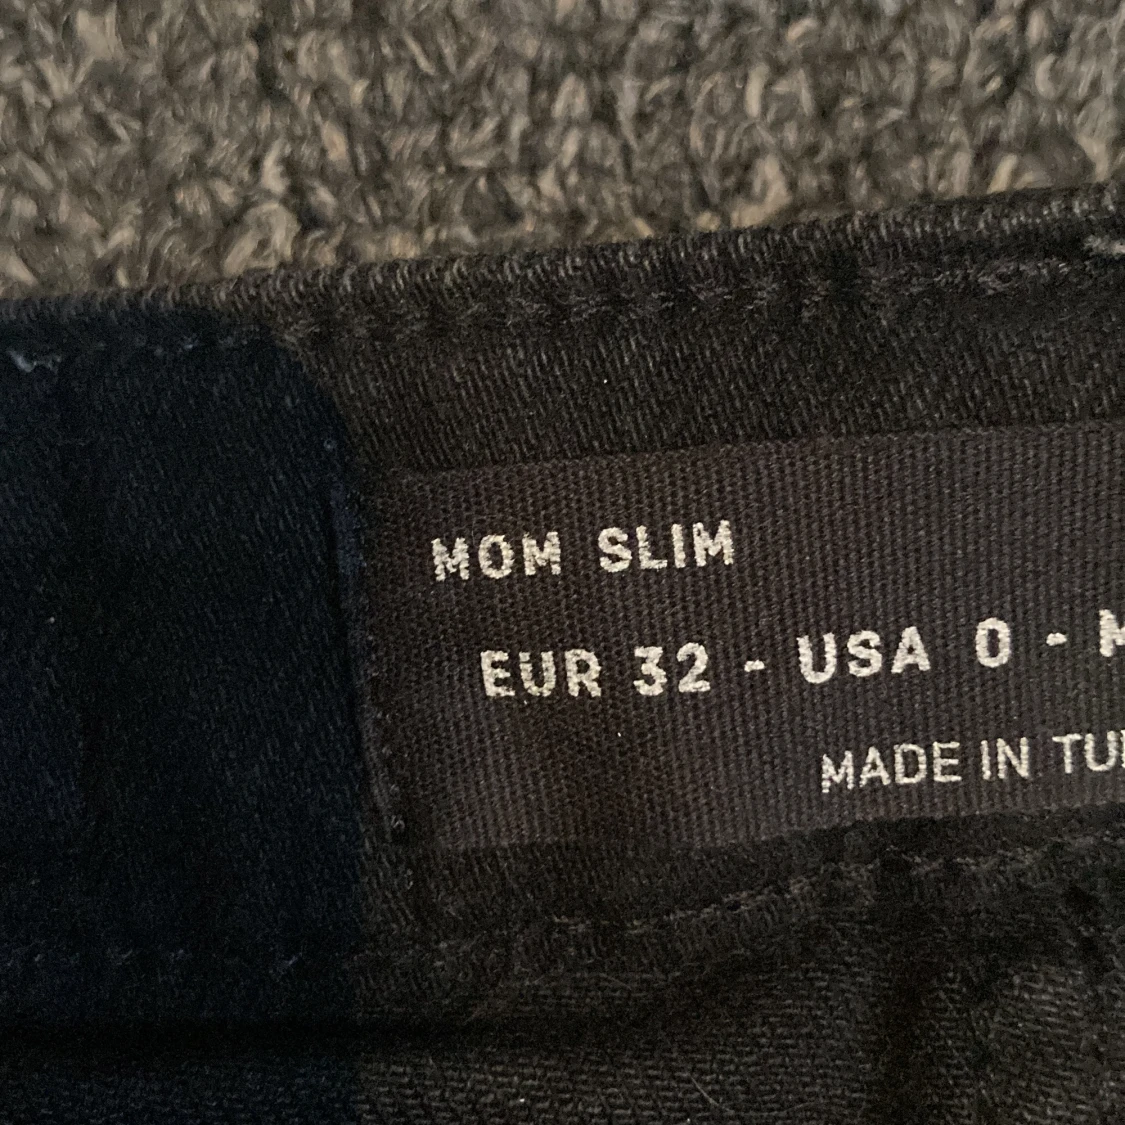 MOM SLIM
EUR 32 - USA 0 -
MADE IN